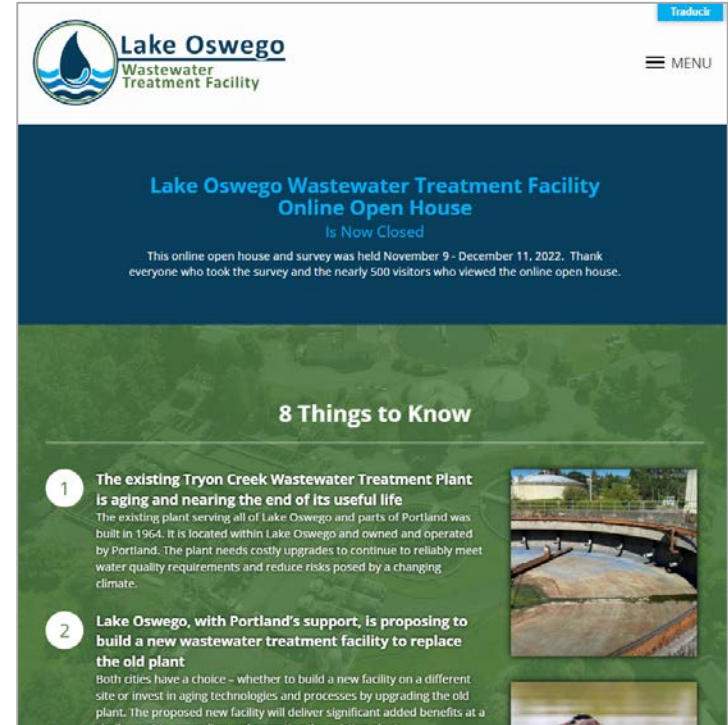 Traducir
Lake Oswego
Wastewater
Treatment Facility
MENU
Lake Oswego Wastewater Treatment Facility
Online Open House
Is Now Closed
This online open house and survey was held November 9 - December 11, 2022. Thank
everyone who took the survey and the nearly 500 visitors who viewed the online open house.
8 Things to Know
1
The existing Tryon Creek Wastewater Treatment Plant
is aging and nearing the end of its useful life
The existing plant serving all of Lake Oswego and parts of Portland was
built in 1964. It is located within Lake Oswego and owned and operated
by Portland. The plant needs costly upgrades to continue to reliably meet
water quality requirements and reduce risks posed by a changing
climate.
2
Lake Oswego, with Portland's support, is proposing to
build a new wastewater treatment facility to replace
the old plant
Both cities have a choice – whether to build a new facility on a different
site or invest in aging technologies and processes by upgrading the old
plant. The proposed new facility will deliver significant added benefits at a